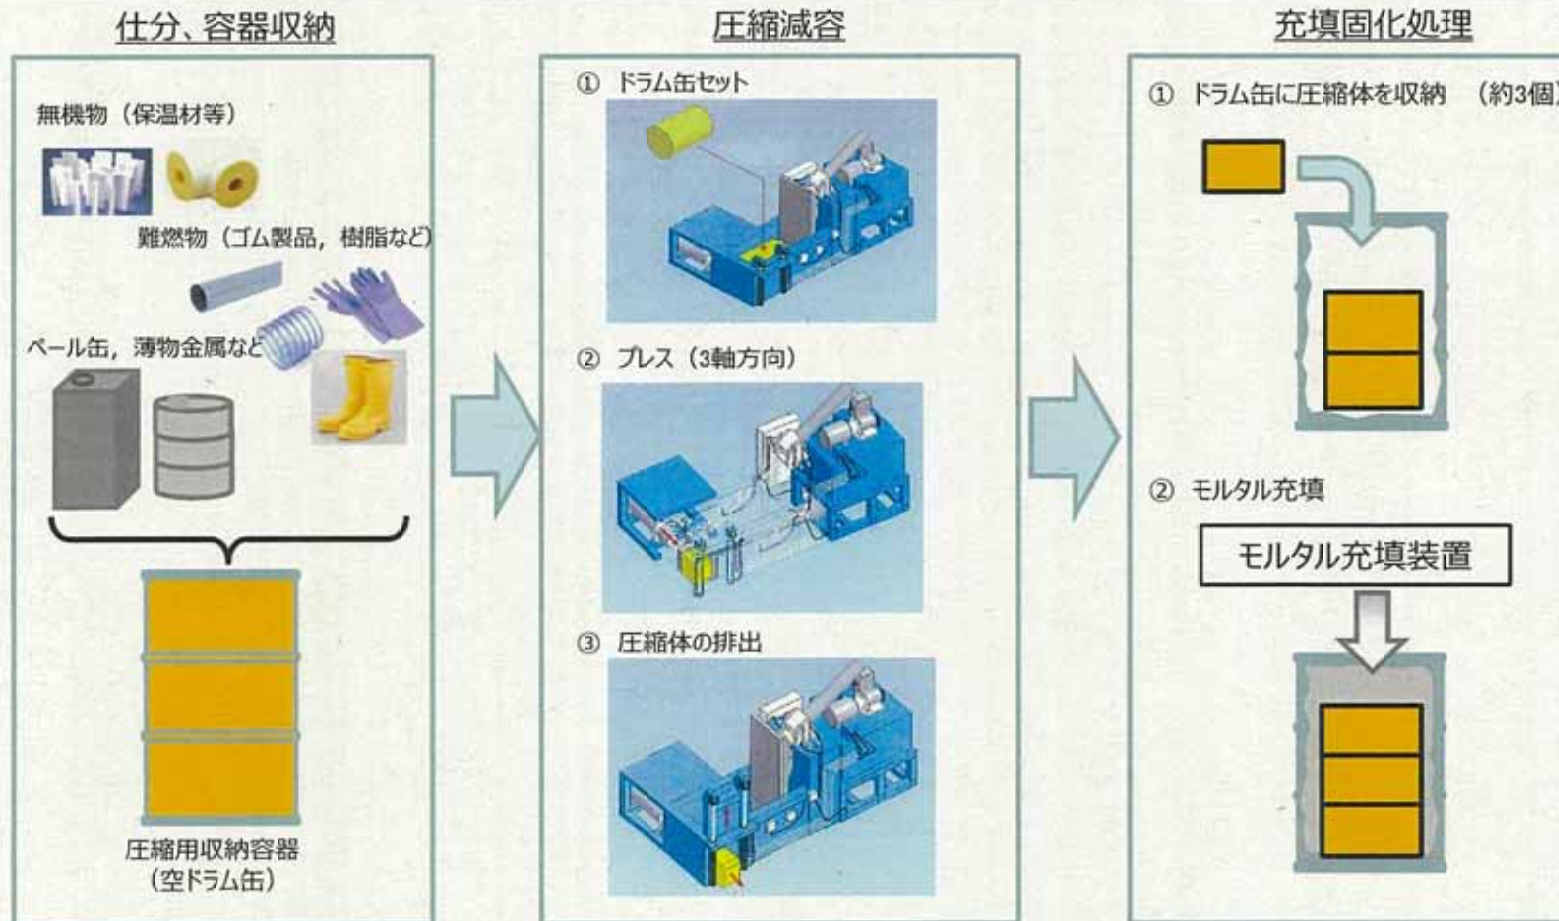 仕分、容器収納
無機物（保温材等）
難燃物（ゴム製品，樹脂など）
ペール缶，薄物金属など
圧縮用収納容器
（空ドラム缶）
圧縮減容
① ドラム缶セット
② プレス（3軸方向）
③ 圧縮体の排出
充填固化処理
① ドラム缶に圧縮体を収納 （約3個）
② モルタル充填
モルタル充填装置